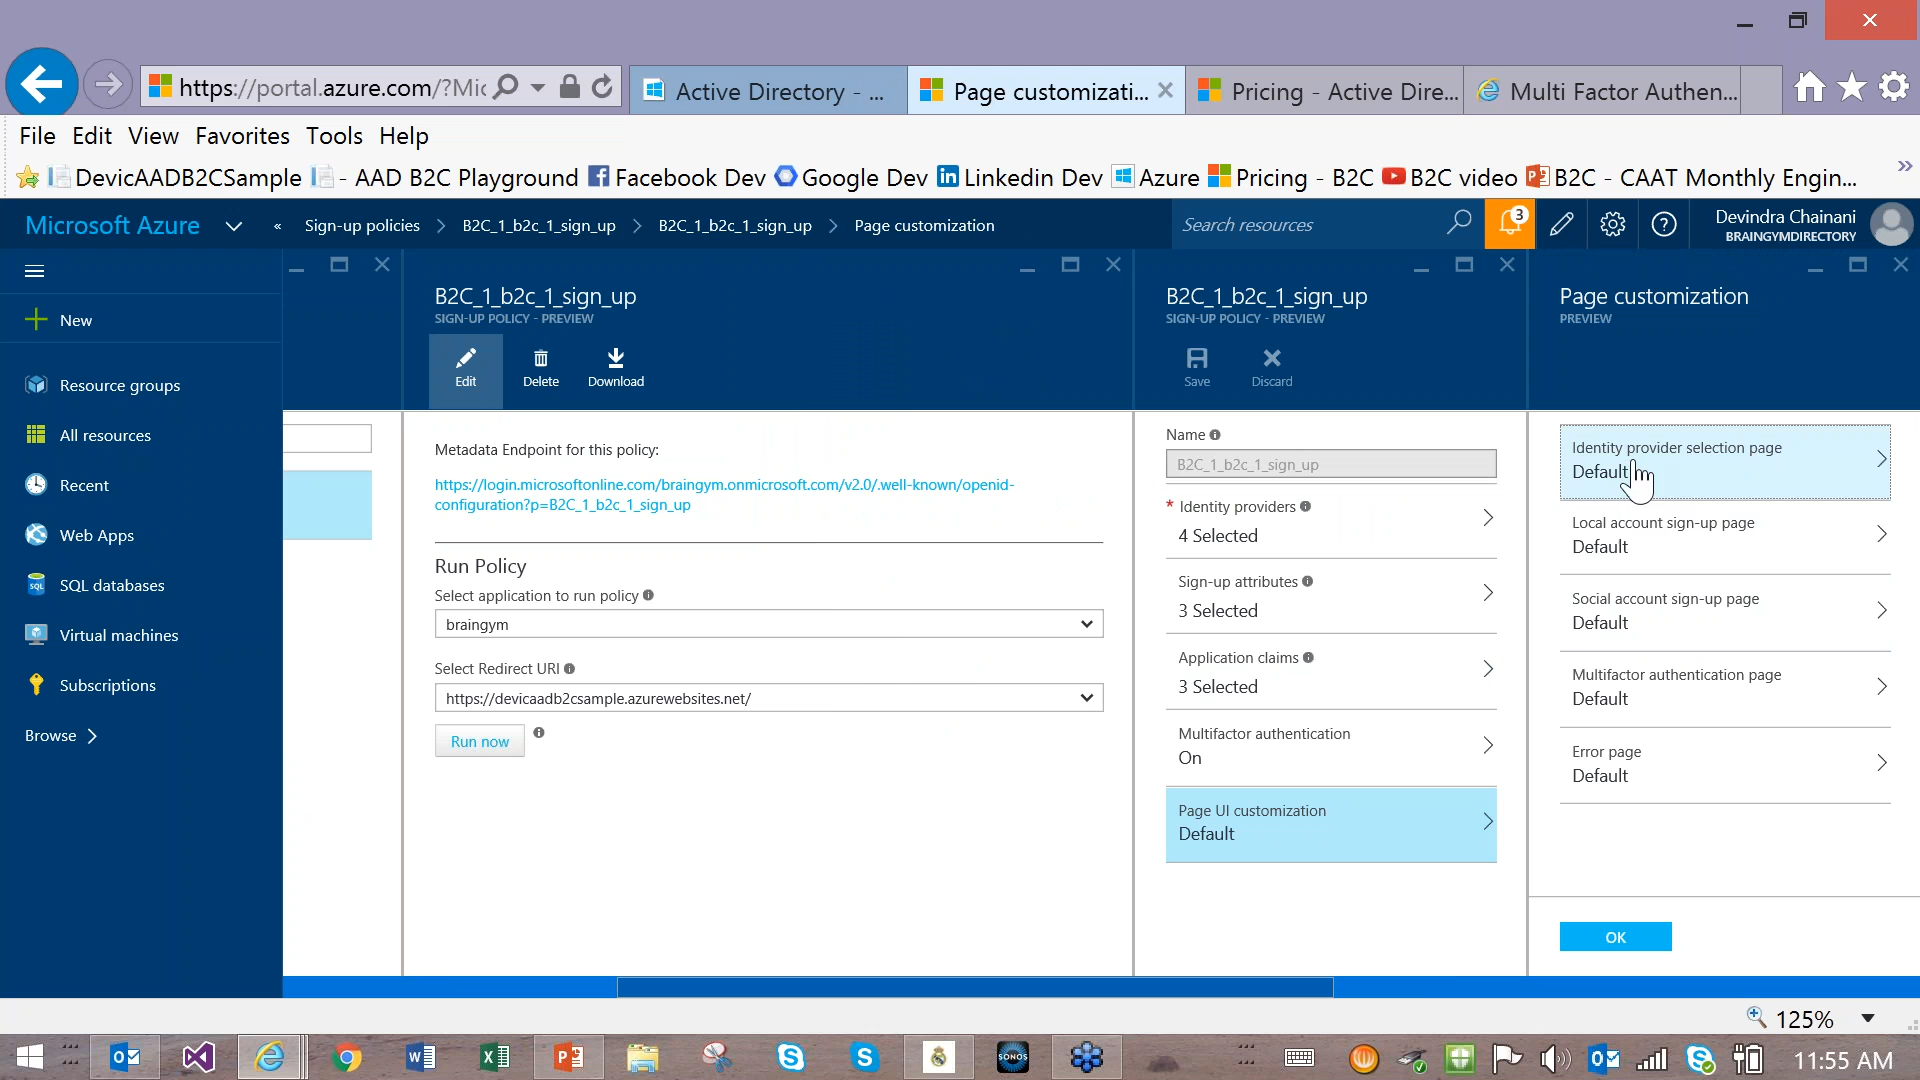 https://portal.azure.com/?Mic
Active Directory - ...
Page customizati...
Pricing - Active Dire...
Multi Factor Authen...
File Edit View Favorites Tools Help
DevicAADB2CSample
- AAD B2C Playground
Facebook Dev
Google Dev
Linkedin Dev
Azure
Pricing - B2C
B2C video
B2C - CAAT Monthly Engin...
Microsoft Azure
Sign-up policies
B2C_1_b2c_1_sign_up
B2C_1_b2c_1_sign_up
Page customization
Search resources
3
Devindra Chainani
BRAINGYMDIRECTORY
New
Resource groups
All resources
Recent
Web Apps
SQL databases
Virtual machines
Subscriptions
Browse
B2C_1_b2c_1_sign_up
SIGN-UP POLICY - PREVIEW
Edit
Delete
Download
Metadata Endpoint for this policy:
https://login.microsoftonline.com/braingym.onmicrosoft.com/v2.0/.well-known/openid-
configuration?p=B2C_1_b2c_1_sign_up
Run Policy
Select application to run policy
braingym
Select Redirect URI
https://devicaadb2csample.azurewebsites.net/
Run now
B2C_1_b2c_1_sign_up
SIGN-UP POLICY - PREVIEW
Save
Discard
Name
B2C_1_b2c_1_sign_up
* Identity providers
4 Selected
Sign-up attributes
3 Selected
Application claims
3 Selected
Multifactor authentication
On
Page UI customization
Default
Page customization
PREVIEW
Identity provider selection page
Default
Local account sign-up page
Default
Social account sign-up page
Default
Multifactor authentication page
Default
Error page
Default
OK
125%
SONOS
11:55 AM